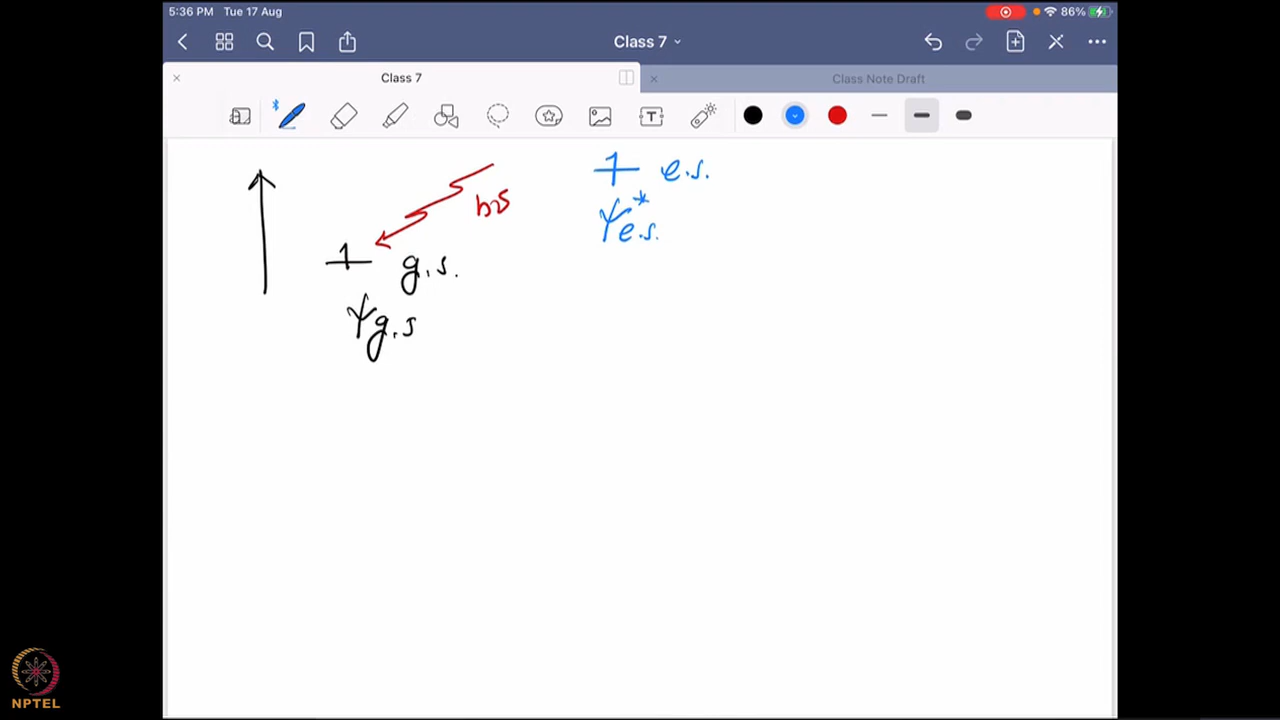 5:36 PM Tue 17 Aug
86%
Class 7
Class 7
Class Note Draft
T
e.s.
hν
ψ*e.s.
g.s.
ψg.s
NPTEL